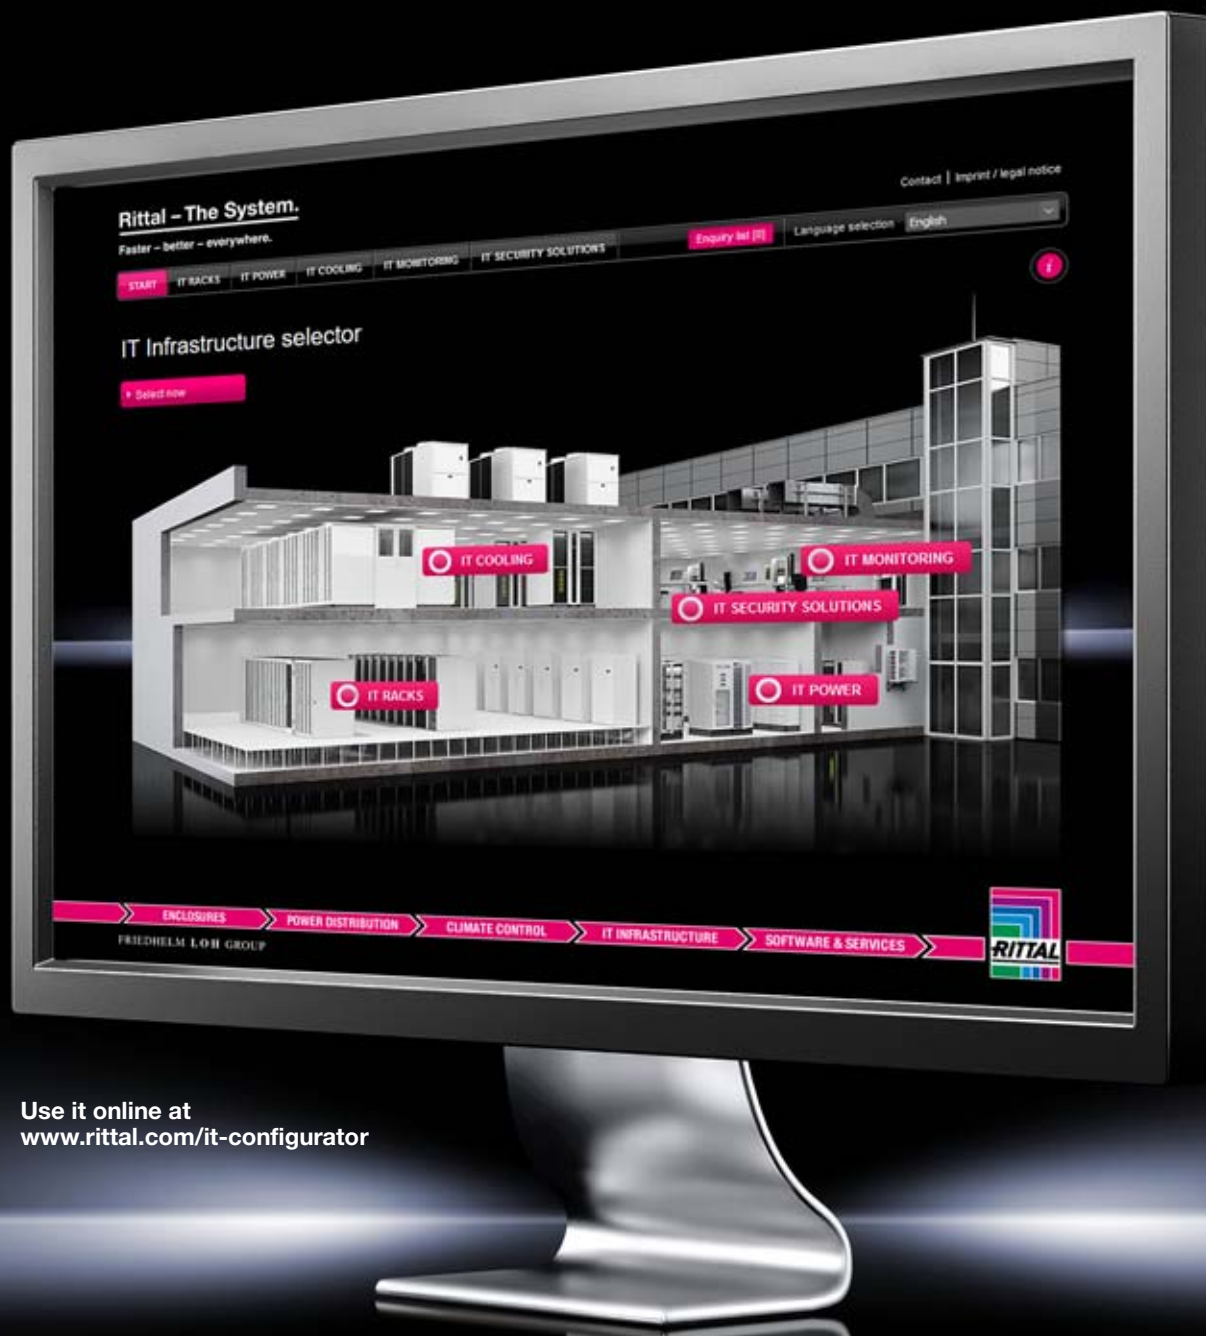 Contact | Imprint / legal notice
Rittal – The System.
Faster – better – everywhere.
Enquiry list [0]
Language selection
English
START
IT RACKS
IT POWER
IT COOLING
IT MONITORING
IT SECURITY SOLUTIONS
i
IT Infrastructure selector
Select now
IT COOLING
IT MONITORING
IT SECURITY SOLUTIONS
IT RACKS
IT POWER
ENCLOSURES
POWER DISTRIBUTION
CLIMATE CONTROL
IT INFRASTRUCTURE
SOFTWARE & SERVICES
RITTAL
FRIEDHELM LOH GROUP
Use it online at
www.rittal.com/it-configurator